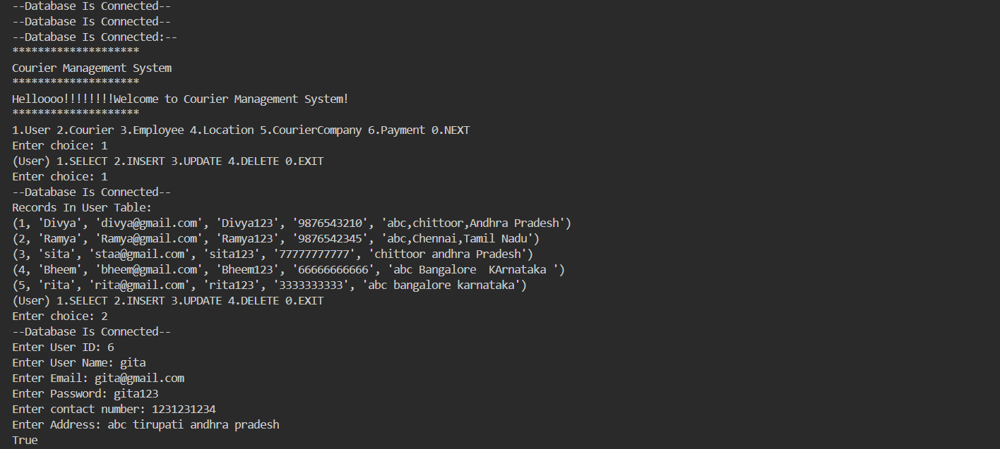 --Database Is Connected--
--Database Is Connected--
--Database Is Connected:--
********************
Courier Management System
********************
Helloooo!!!!!!!!Welcome to Courier Management System!
********************
1.User 2.Courier 3.Employee 4.Location 5.CourierCompany 6.Payment 0.NEXT
Enter choice: 1
(User) 1.SELECT 2.INSERT 3.UPDATE 4.DELETE 0.EXIT
Enter choice: 1
--Database Is Connected--
Records In User Table:
(1, 'Divya', 'divya@gmail.com', 'Divya123', '9876543210', 'abc,chittoor,Andhra Pradesh')
(2, 'Ramya', 'Ramya@gmail.com', 'Ramya123', '9876542345', 'abc,Chennai,Tamil Nadu')
(3, 'sita', 'staa@gmail.com', 'sita123', '77777777777', 'chittoor andhra Pradesh')
(4, 'Bheem', 'bheem@gmail.com', 'Bheem123', '66666666666', 'abc Bangalore  KArnataka ')
(5, 'rita', 'rita@gmail.com', 'rita123', '3333333333', 'abc bangalore karnataka')
(User) 1.SELECT 2.INSERT 3.UPDATE 4.DELETE 0.EXIT
Enter choice: 2
--Database Is Connected--
Enter User ID: 6
Enter User Name: gita
Enter Email: gita@gmail.com
Enter Password: gita123
Enter contact number: 1231231234
Enter Address: abc tirupati andhra pradesh
True